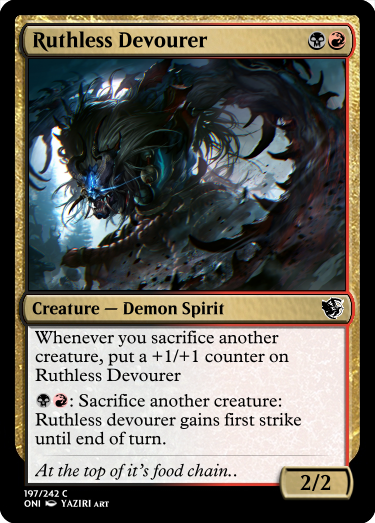 Ruthless Devourer
Creature — Demon Spirit
Whenever you sacrifice another
creature, put a +1/+1 counter on
Ruthless Devourer
: Sacrifice another creature:
Ruthless devourer gains first strike
until end of turn.
At the top of it's food chain..
2/2
197/242 C
ONI YAZIRI ART